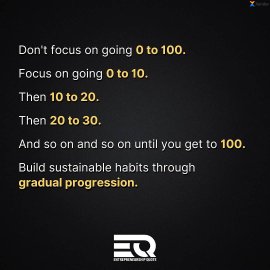 Don't focus on going 0 to 100.
Focus on going 0 to 10.
Then 10 to 20.
Then 20 to 30.
And so on and so on until you get to 100.
Build sustainable habits through
gradual progression.
EQ
ENTREPRENEURSHIP QUOTE